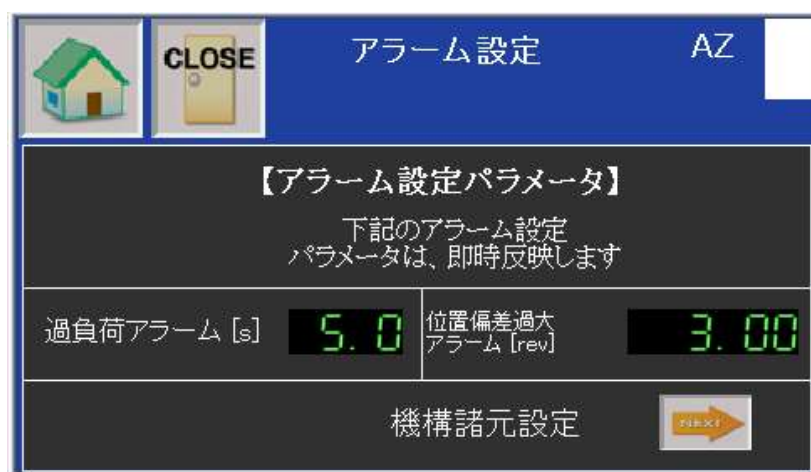 CLOSE
アラーム設定
AZ
【アラーム設定パラメータ】
下記のアラーム設定
パラメータは、即時反映します
過負荷アラーム [s]
5.0
位置偏差過大
アラーム [rev]
3.00
機構諸元設定
NEXT